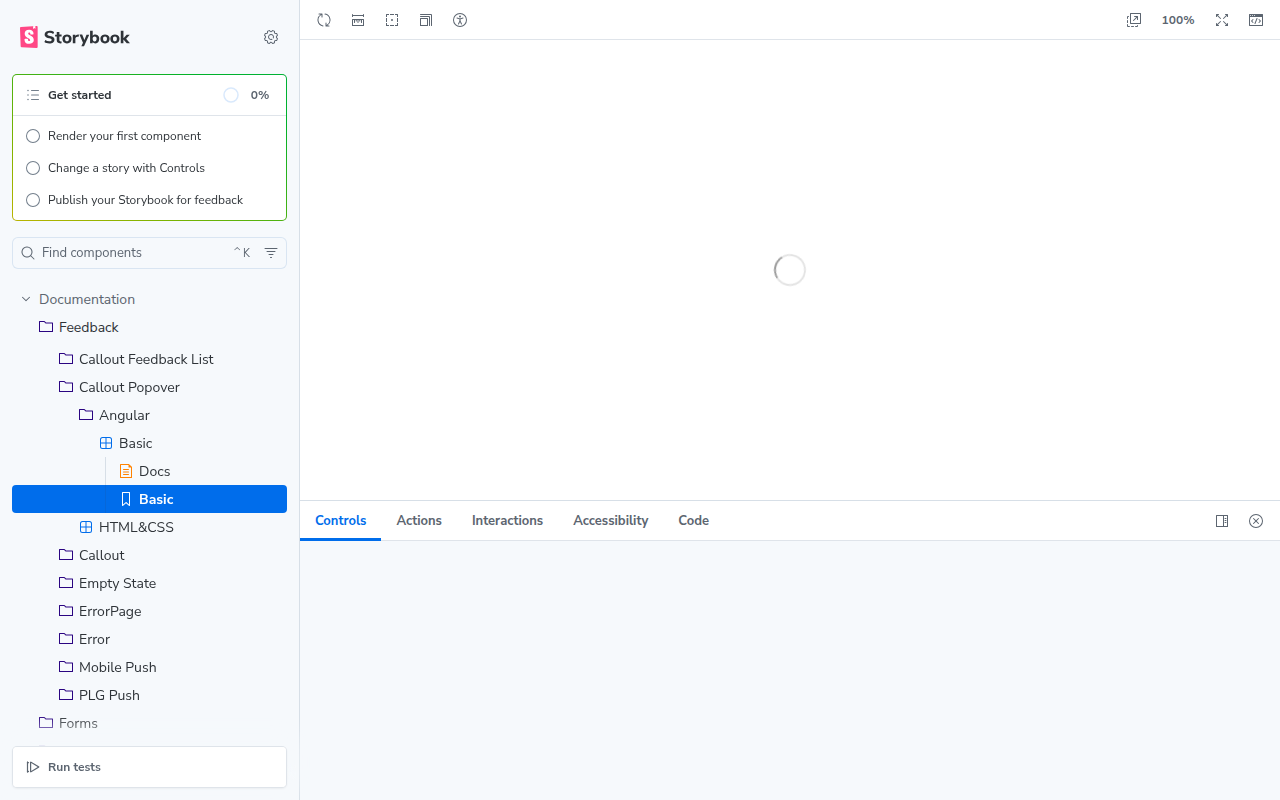 Storybook
Get started
0%
Render your first component
Change a story with Controls
Publish your Storybook for feedback
Find components
⌃ K
Documentation
Feedback
Callout Feedback List
Callout Popover
Angular
Basic
Docs
Basic
HTML&CSS
Callout
Empty State
ErrorPage
Error
Mobile Push
PLG Push
Forms
Run tests
100%
Controls
Actions
Interactions
Accessibility
Code